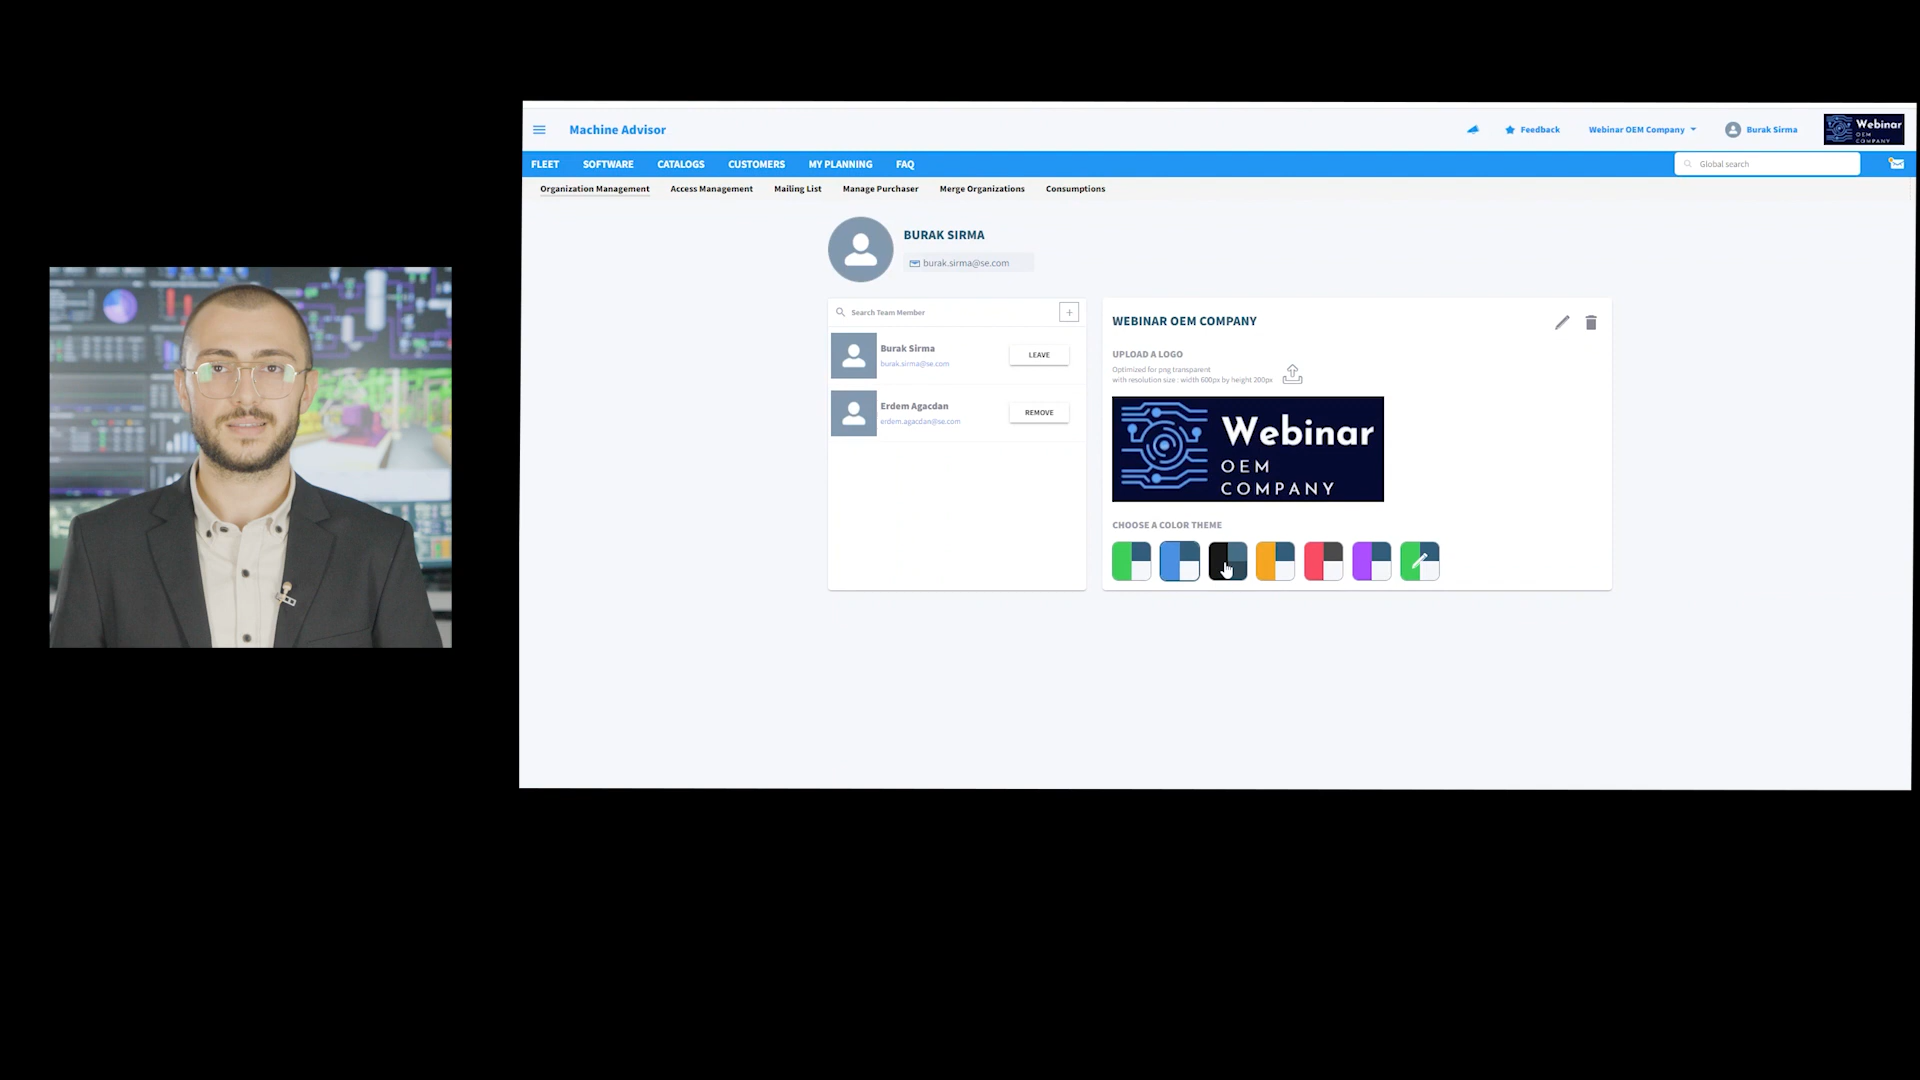 Machine Advisor
Feedback
Webinar OEM Company
Burak Sirma
Webinar
OEM
COMPANY
FLEET SOFTWARE CATALOGS CUSTOMERS MY PLANNING FAQ
Global search
Organization Management Access Management Mailing List Manage Purchaser Merge Organizations Consumptions
BURAK SIRMA
burak.sirma@se.com
Search Team Member
+
Burak Sirma
burak.sirma@se.com
LEAVE
Erdem Agacdan
erdem.agacdan@se.com
REMOVE
WEBINAR OEM COMPANY
UPLOAD A LOGO
Optimized for png transparent
with resolution size : width 600px by height 200px
Webinar
OEM
COMPANY
CHOOSE A COLOR THEME